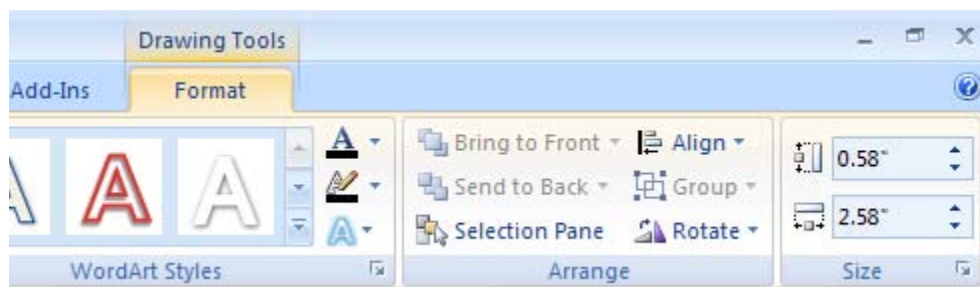 Drawing Tools
Add-Ins Format
A Bring to Front Align 0.58"
Send to Back Group
A A A Selection Pane Rotate 2.58"
WordArt Styles Arrange Size